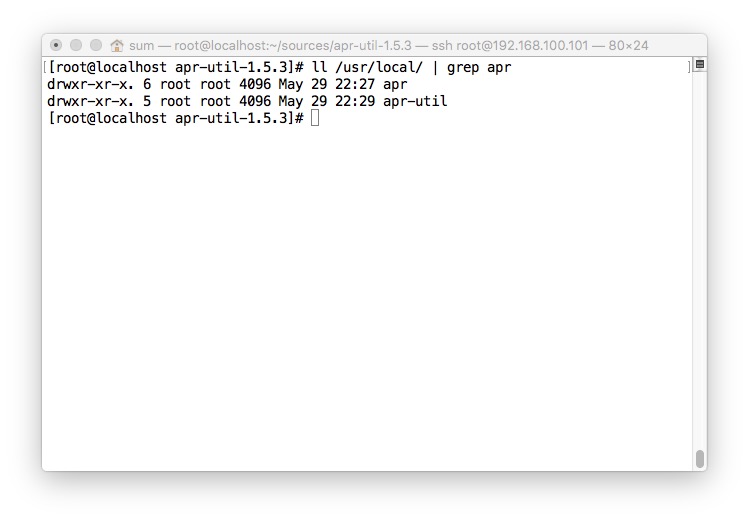 sum — root@localhost:~/sources/apr-util-1.5.3 — ssh root@192.168.100.101 — 80×24
[[root@localhost apr-util-1.5.3]# ll /usr/local/ | grep apr ]
drwxr-xr-x. 6 root root 4096 May 29 22:27 apr
drwxr-xr-x. 5 root root 4096 May 29 22:29 apr-util
[root@localhost apr-util-1.5.3]#